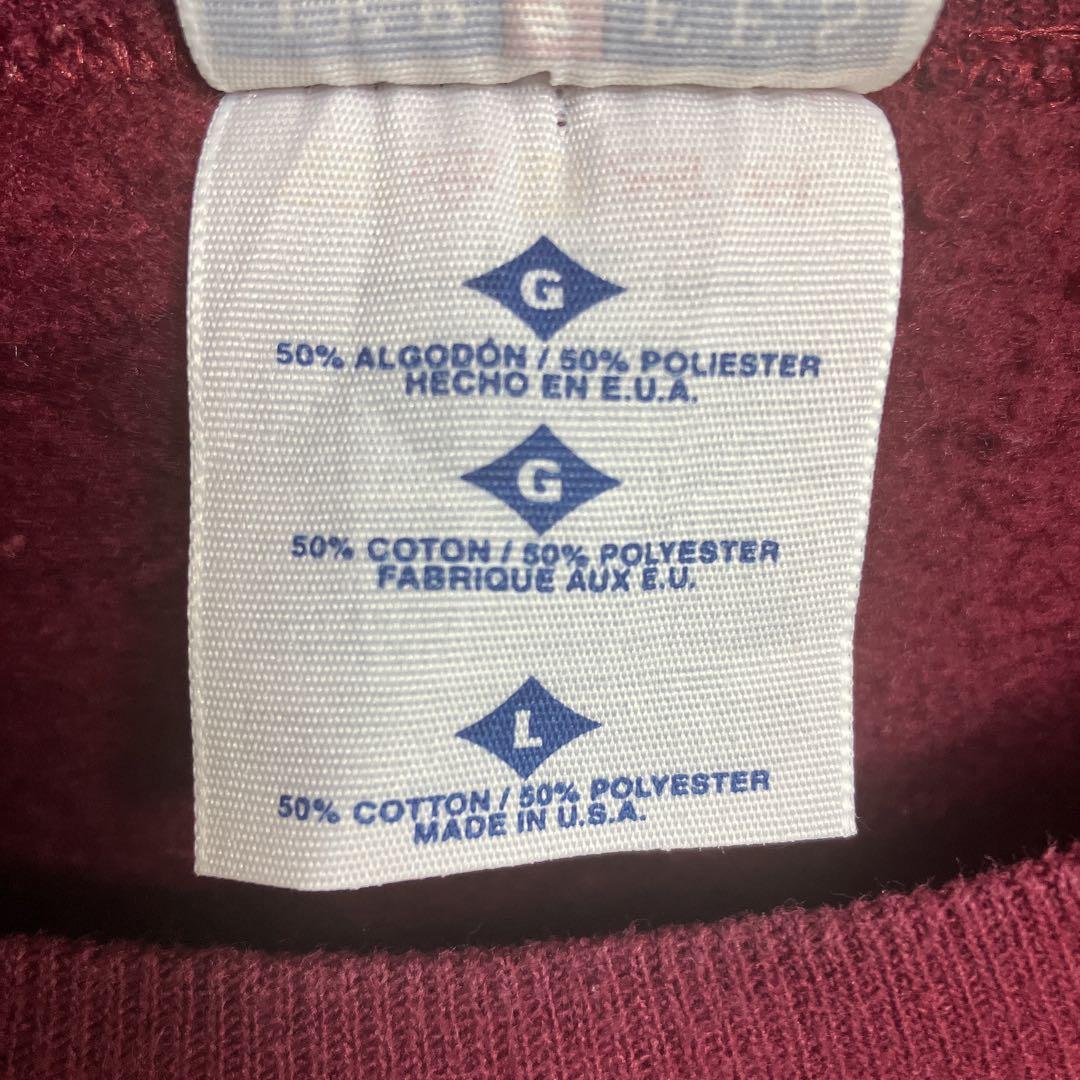 G
50% ALGODÓN / 50% POLIESTER
HECHO EN E.U.A.
G
50% COTON / 50% POLYESTER
FABRIQUE AUX E.U.
L
50% COTTON / 50% POLYESTER
MADE IN U.S.A.